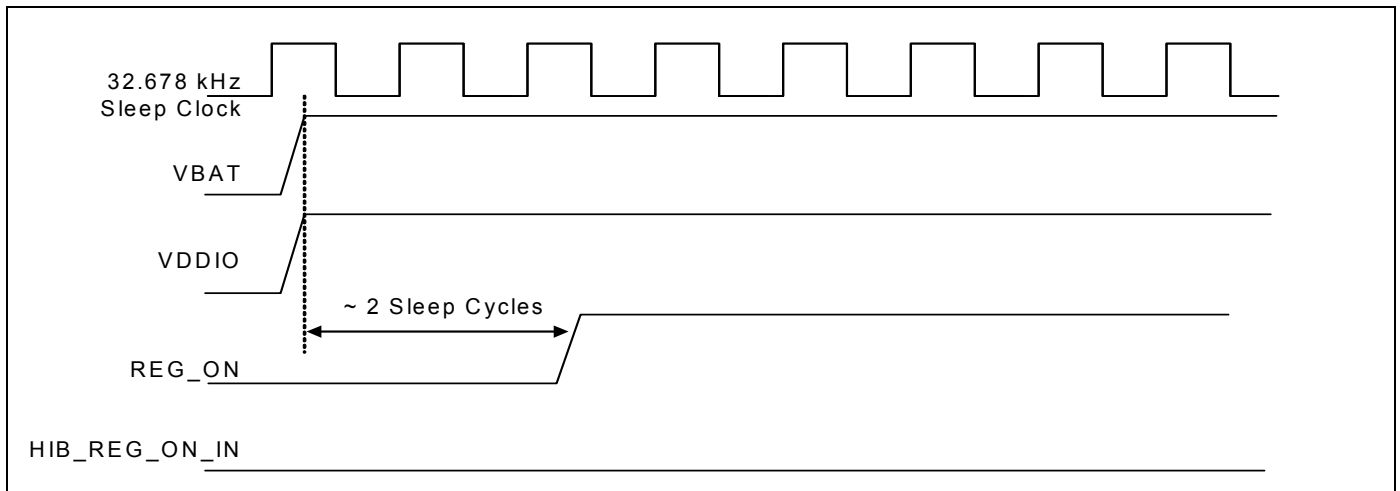 32.678 kHz
Sleep Clock
VBAT
VDDIO
~ 2 Sleep Cycles
REG_ON
HIB_REG_ON_IN